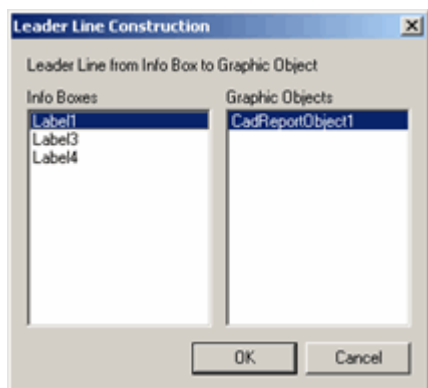 Leader Line Construction
Leader Line from Info Box to Graphic Object
Info Boxes
Label1
Label3
Label4
Graphic Objects
CadReportObject1
OK
Cancel